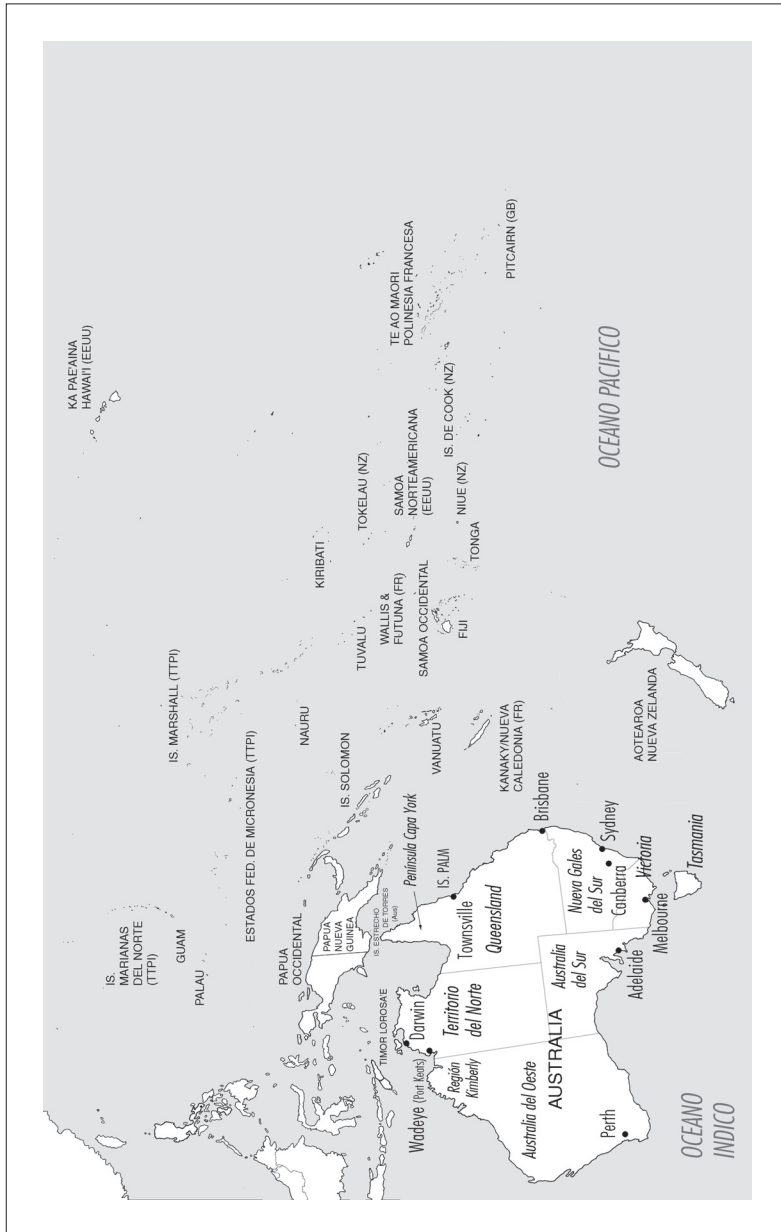 KA PAE'AINA
HAWAI'I (EEUU)
IS. MARSHALL (TTPI)
IS.
MARIANAS
DEL NORTE
(TTPI)
GUAM
PALAU
ESTADOS FED. DE MICRONESIA (TTPI)
NAURU
KIRIBATI
PAPUA
OCCIDENTAL
PAPUA
NUEVA
GUINEA
IS. SOLOMON
TUVALU
TOKELAU (NZ)
WALLIS &
FUTUNA (FR)
SAMOA
NORTEAMERICANA
(EEUU)
TE AO MAORI
POLINESIA FRANCESA
IS. ESTRECHO
DE TORRES
(Aus)
TIMOR LOROSA'E
SAMOA OCCIDENTAL
IS. DE COOK (NZ)
Península Capa York
VANUATU
FIJI
NIUE (NZ)
TONGA
PITCAIRN (GB)
Wadeye (Port Keats)
Darwin
IS. PALM
Región
Kimberly
Territorio
del Norte
Townsville
Queensland
KANAKY/NUEVA
CALEDONIA (FR)
Australia del Oeste
AUSTRALIA
Australia
del Sur
Brisbane
Nueva Gales
del Sur
Sydney
Canberra
Perth
Adelaide
Melbourne
Victoria
Tasmania
AOTEAROA
NUEVA ZELANDA
OCEANO PACIFICO
OCEANO
INDICO